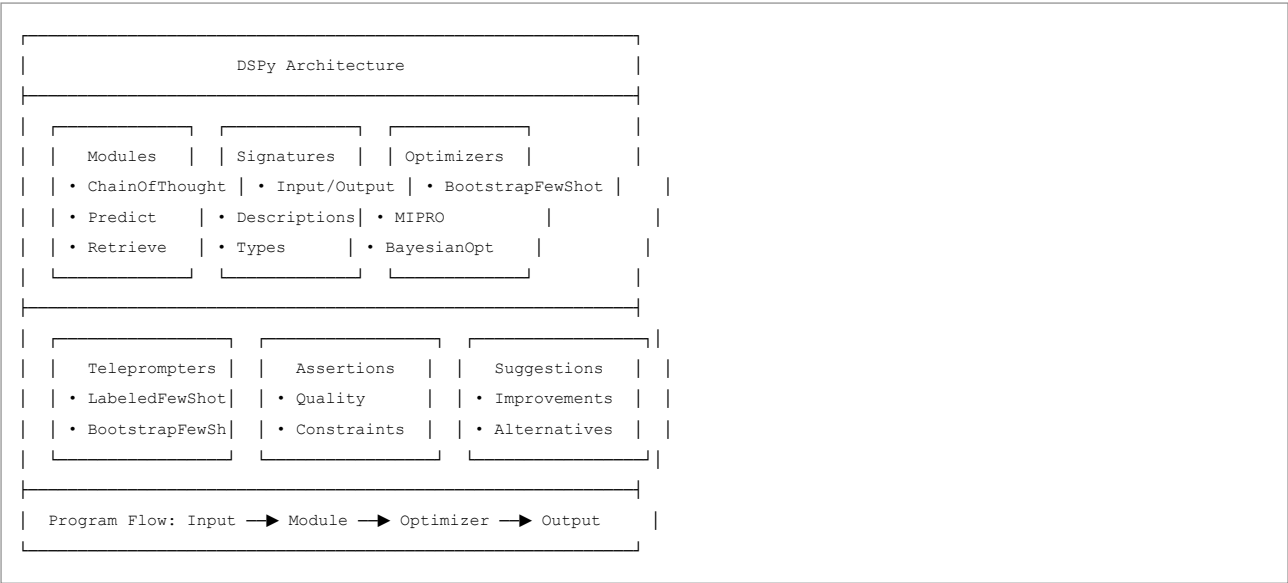 DSPy Architecture
Modules Signatures Optimizers
• ChainOfThought • Input/Output • BootstrapFewShot
• Predict • Descriptions • MIPRO
• Retrieve • Types • BayesianOpt
Teleprompters Assertions Suggestions
• LabeledFewShot • Quality • Improvements
• BootstrapFewSh • Constraints • Alternatives
Program Flow: Input ──▶ Module ──▶ Optimizer ──▶ Output